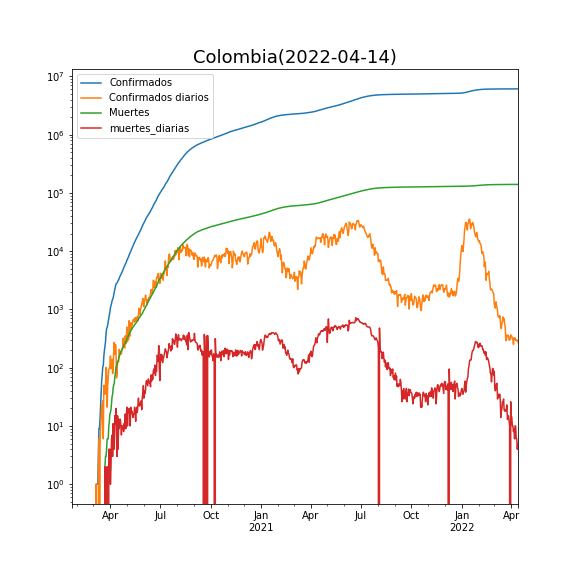 Colombia(2022-04-14)
Confirmados
Confirmados diarios
Muertes
muertes_diarias
10⁷
10⁶
10⁵
10⁴
10³
10²
10¹
10⁰
Apr Jul Oct Jan Apr Jul Oct Jan Apr
2021 2022